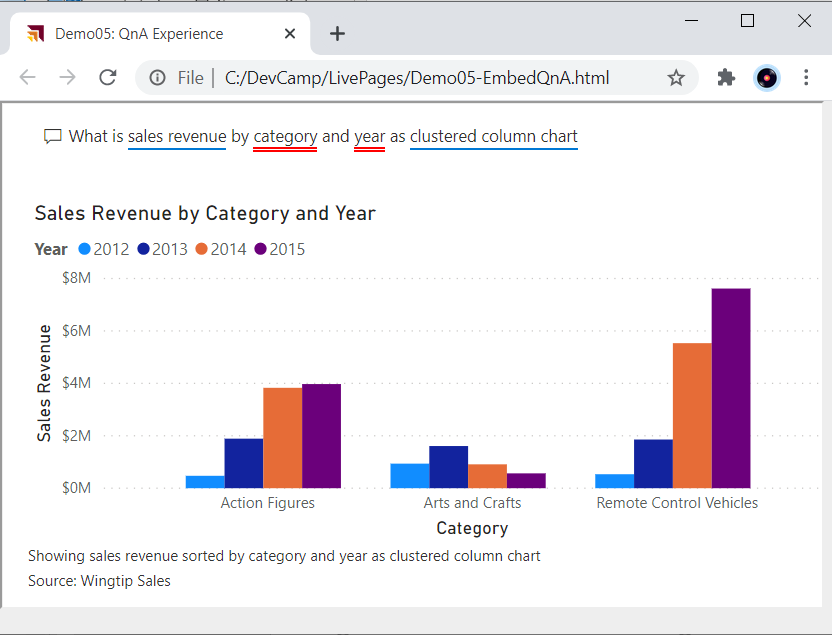 Demo05: QnA Experience
File | C:/DevCamp/LivePages/Demo05-EmbedQnA.html
What is sales revenue by category and year as clustered column chart
Sales Revenue by Category and Year
Year 2012 2013 2014 2015
$8M
$6M
$4M
$2M
$0M
Sales Revenue
Action Figures Arts and Crafts Remote Control Vehicles
Category
Showing sales revenue sorted by category and year as clustered column chart
Source: Wingtip Sales